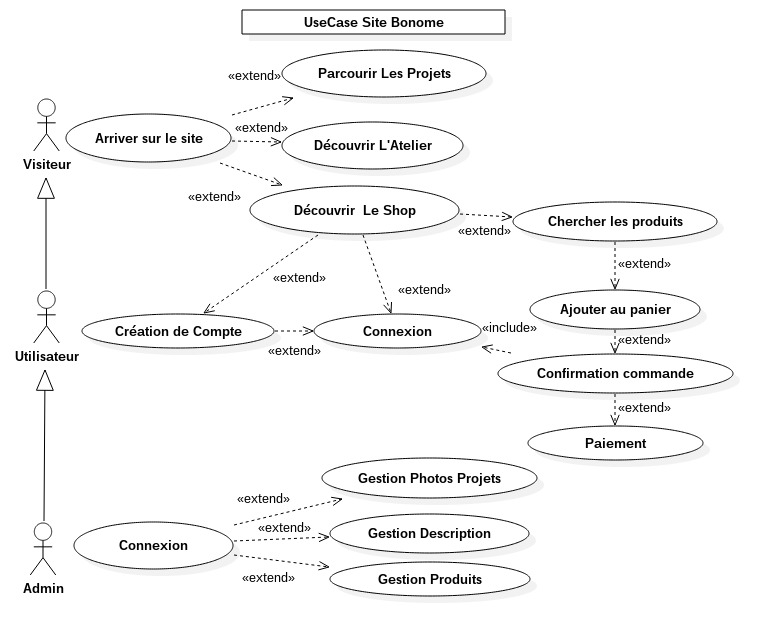 UseCase Site Bonome
Parcourir Les Projets
«extend»
Arriver sur le site
«extend»
Découvrir L'Atelier
Visiteur
«extend»
Découvrir  Le Shop
Chercher les produits
«extend»
«extend»
«extend»
«extend»
Ajouter au panier
Création de Compte
Connexion
«include»
«extend»
«extend»
Utilisateur
Confirmation commande
«extend»
Paiement
Gestion Photos Projets
«extend»
«extend»
Gestion Description
Connexion
«extend»
Gestion Produits
Admin